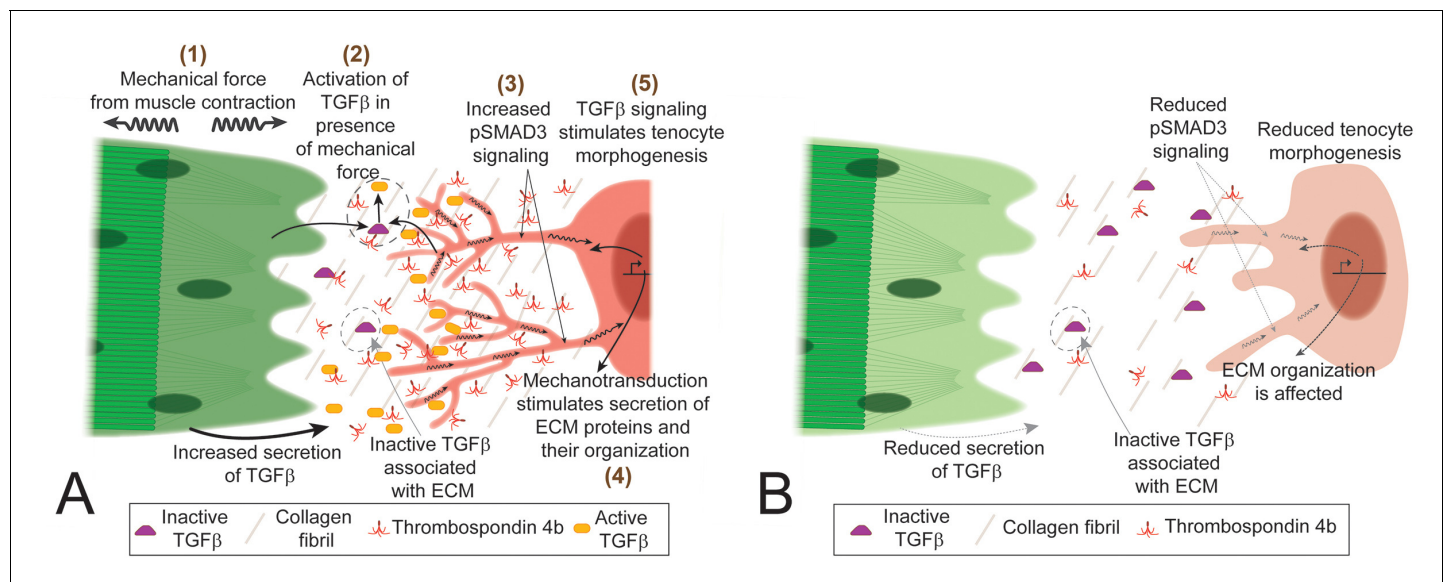 (1)
Mechanical force
from muscle contraction
(2)
Activation of
TGFβ in
presence
of mechanical
force
(3)
Increased
pSMAD3
signaling
(5)
TGFβ signaling
stimulates tenocyte
morphogenesis
Mechanotransduction
stimulates secretion of
ECM proteins and
their organization
(4)
Increased secretion
of TGFβ
Inactive TGFβ
associated
with ECM
A
Inactive
TGFβ
Collagen
fibril
Thrombospondin 4b
Active
TGFβ
Reduced
pSMAD3
signaling
Reduced tenocyte
morphogenesis
ECM organization
is affected
Reduced secretion
of TGFβ
Inactive TGFβ
associated
with ECM
B
Inactive
TGFβ
Collagen fibril
Thrombospondin 4b